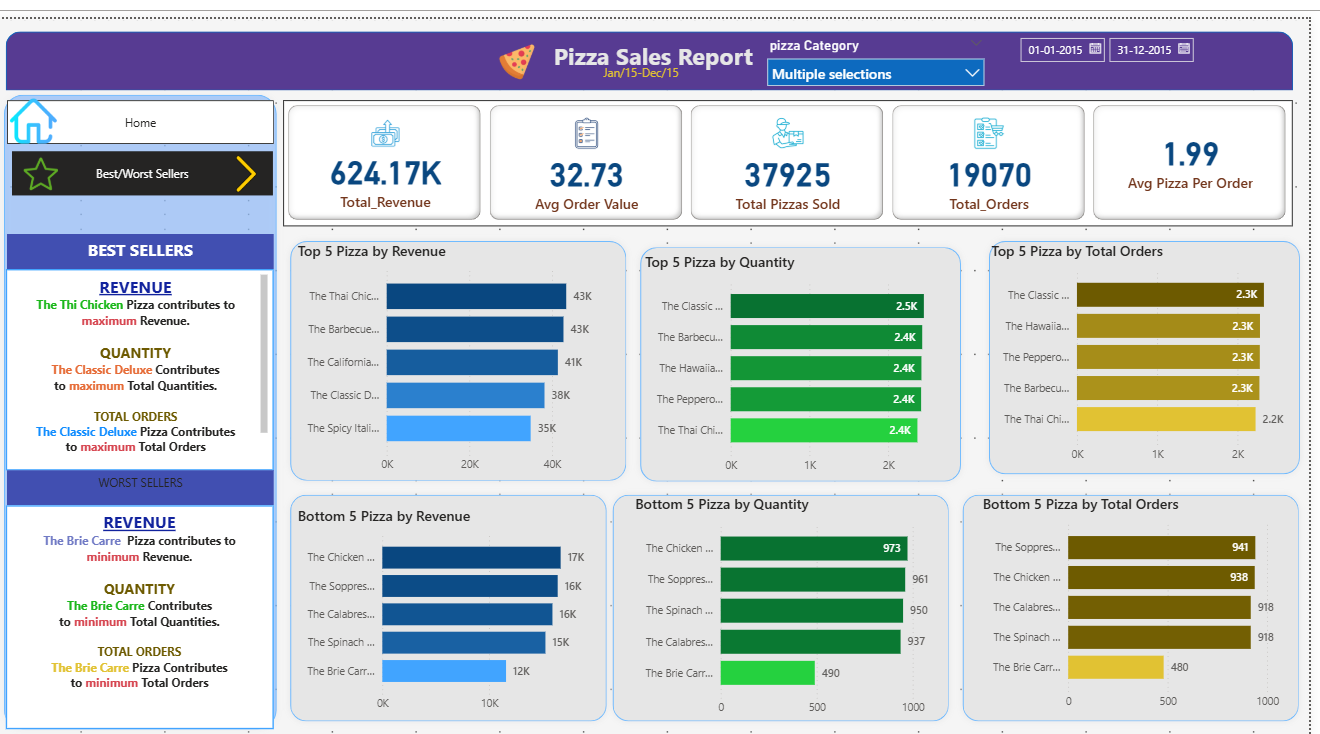 Pizza Sales Report
Jan/15-Dec/15
pizza Category
Multiple selections
01-01-2015
31-12-2015
Home
Best/Worst Sellers
624.17K
Total_Revenue
32.73
Avg Order Value
37925
Total Pizzas Sold
19070
Total_Orders
1.99
Avg Pizza Per Order
BEST SELLERS
REVENUE
The Thi Chicken Pizza contributes to
maximum Revenue.
QUANTITY
The Classic Deluxe Contributes
to maximum Total Quantities.
TOTAL ORDERS
The Classic Deluxe Pizza Contributes
to maximum Total Orders
WORST SELLERS
REVENUE
The Brie Carre Pizza contributes to
minimum Revenue.
QUANTITY
The Brie Carre Contributes
to minimum Total Quantities.
TOTAL ORDERS
The Brie Carre Pizza Contributes
to minimum Total Orders
Top 5 Pizza by Revenue
The Thai Chic... 43K
The Barbecue... 43K
The California... 41K
The Classic D... 38K
The Spicy Itali... 35K
0K 20K 40K
Top 5 Pizza by Quantity
The Classic ... 2.5K
The Barbecu... 2.4K
The Hawaiia... 2.4K
The Peppero... 2.4K
The Thai Chi... 2.4K
0K 1K 2K
Top 5 Pizza by Total Orders
The Classic ... 2.3K
The Hawaiia... 2.3K
The Peppero... 2.3K
The Barbecu... 2.3K
The Thai Chi... 2.2K
0K 1K 2K
Bottom 5 Pizza by Revenue
The Chicken ... 17K
The Soppres... 16K
The Calabres... 16K
The Spinach ... 15K
The Brie Carr... 12K
0K 10K
Bottom 5 Pizza by Quantity
The Chicken ... 973
The Soppres... 961
The Spinach ... 950
The Calabres... 937
The Brie Carr... 490
0 500 1000
Bottom 5 Pizza by Total Orders
The Soppres... 941
The Chicken ... 938
The Calabres... 918
The Spinach ... 918
The Brie Carr... 480
0 500 1000